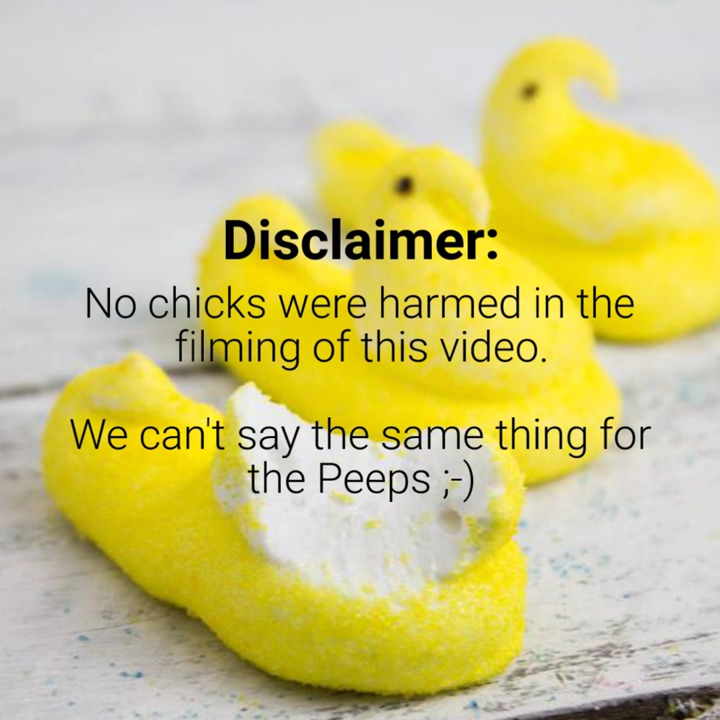 Disclaimer:
No chicks were harmed in the
filming of this video.
We can't say the same thing for
the Peeps ;-)